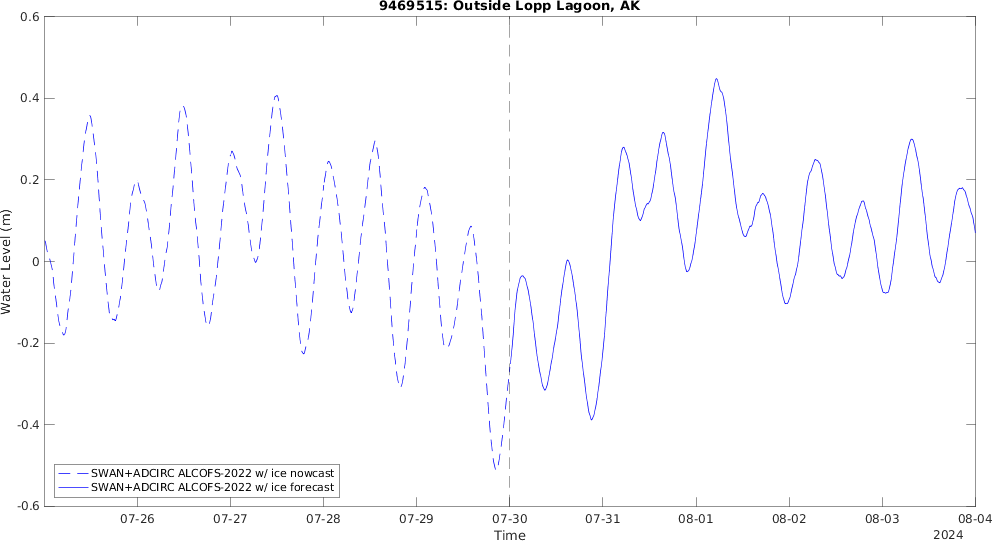 9469515: Outside Lopp Lagoon, AK
0.6
0.4
0.2
0
-0.2
-0.4
-0.6
Water Level (m)
SWAN+ADCIRC ALCOFS-2022 w/ ice nowcast
SWAN+ADCIRC ALCOFS-2022 w/ ice forecast
07-26 07-27 07-28 07-29 07-30 07-31 08-01 08-02 08-03 08-04
Time
2024